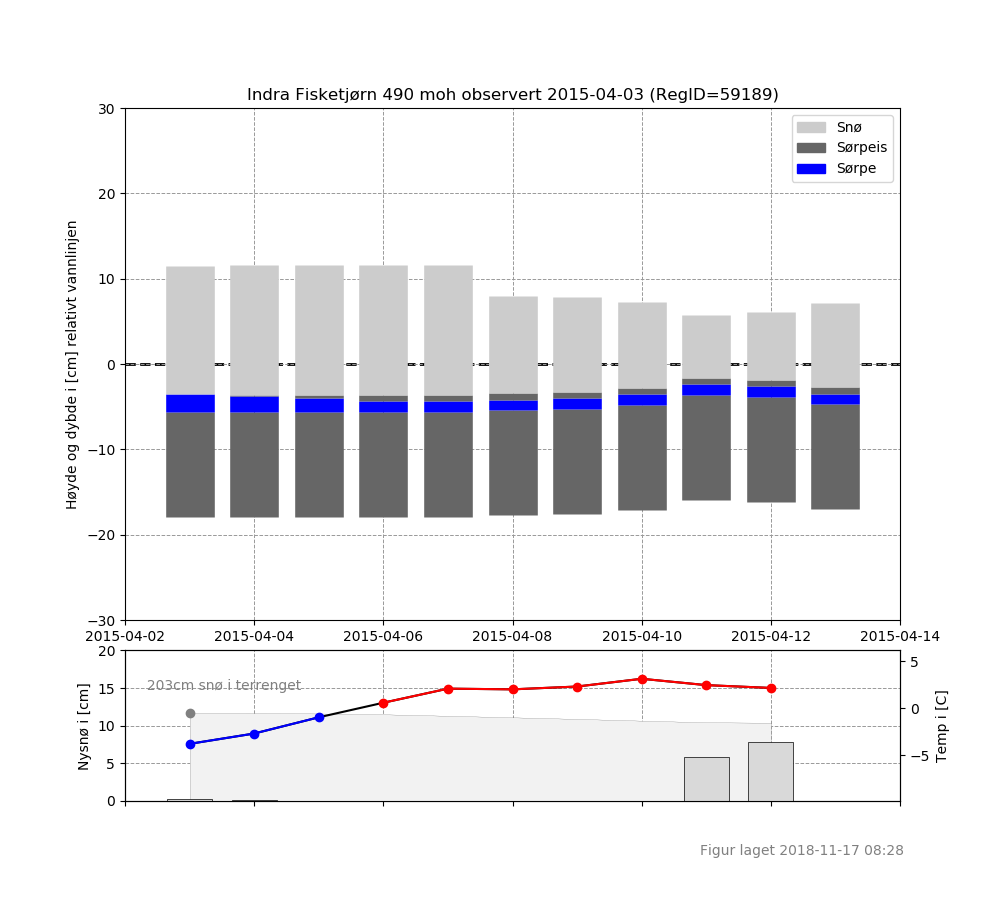 Indra Fisketjørn 490 moh observert 2015-04-03 (RegID=59189)
Snø
Sørpeis
Sørpe
Høyde og dybde i [cm] relativt vannlinjen
30
20
10
0
−10
−20
−30
2015-04-02 2015-04-04 2015-04-06 2015-04-08 2015-04-10 2015-04-12 2015-04-14
Nysnø i [cm]
20
15
10
5
0
203cm snø i terrenget
5
0
−5
Temp i [C]
Figur laget 2018-11-17 08:28